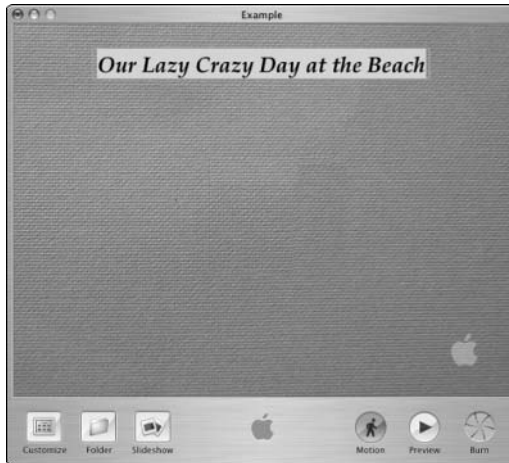 Example
Our Lazy Crazy Day at the Beach
Customize Folder Slideshow Motion Preview Burn